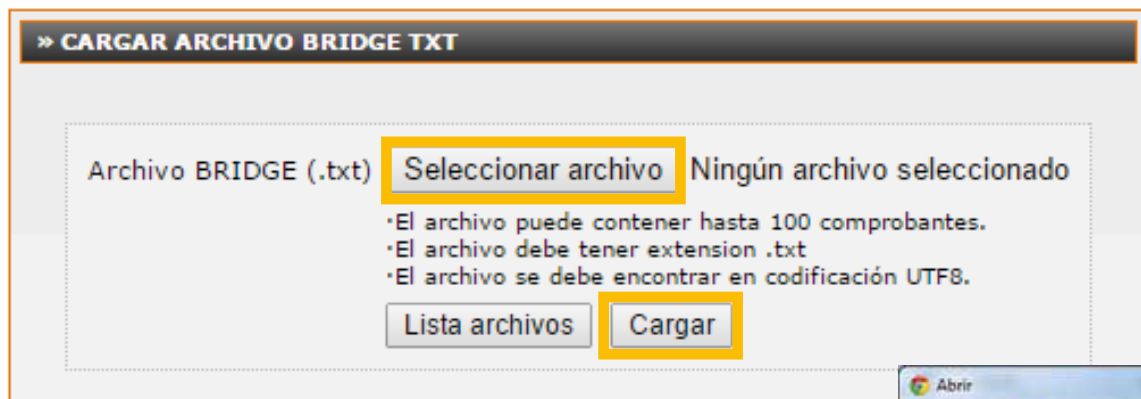 » CARGAR ARCHIVO BRIDGE TXT
Archivo BRIDGE (.txt) Seleccionar archivo Ningún archivo seleccionado
·El archivo puede contener hasta 100 comprobantes.
·El archivo debe tener extension .txt
·El archivo se debe encontrar en codificación UTF8.
Lista archivos Cargar
Abrir